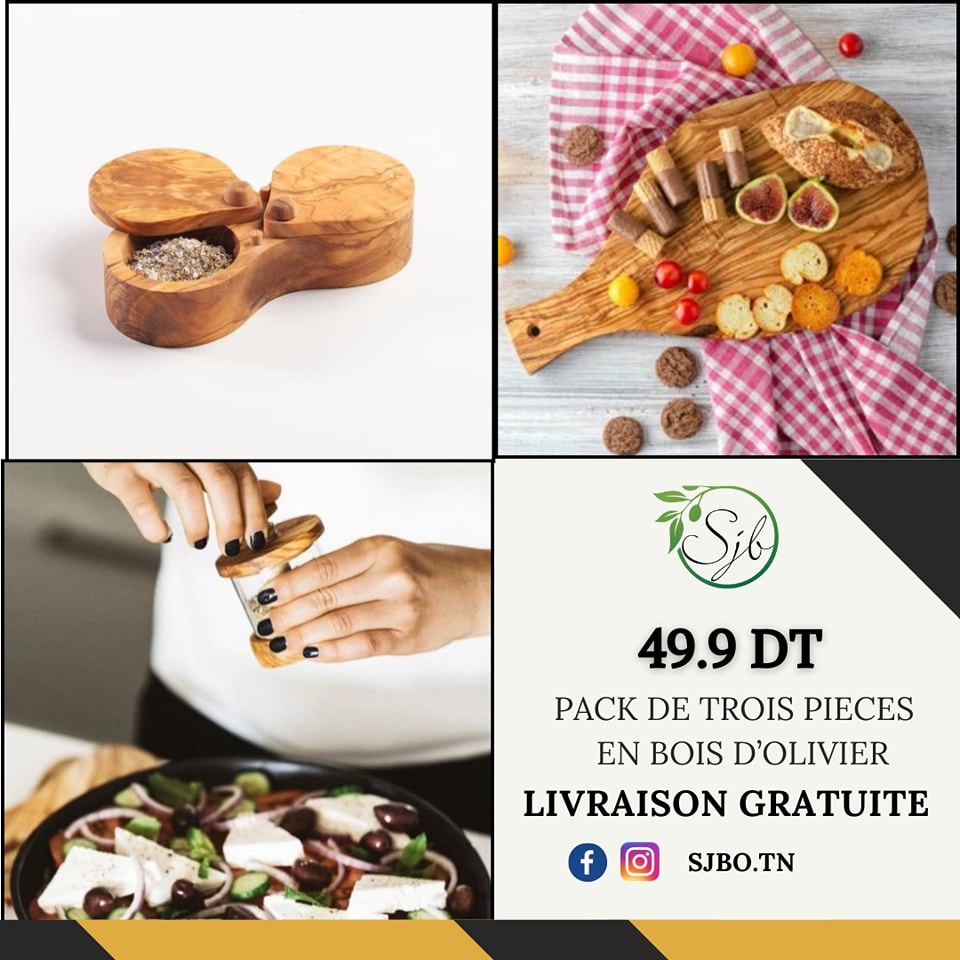 Sjb
49.9 DT
PACK DE TROIS PIECES
EN BOIS D’OLIVIER
LIVRAISON GRATUITE
SJBO.TN